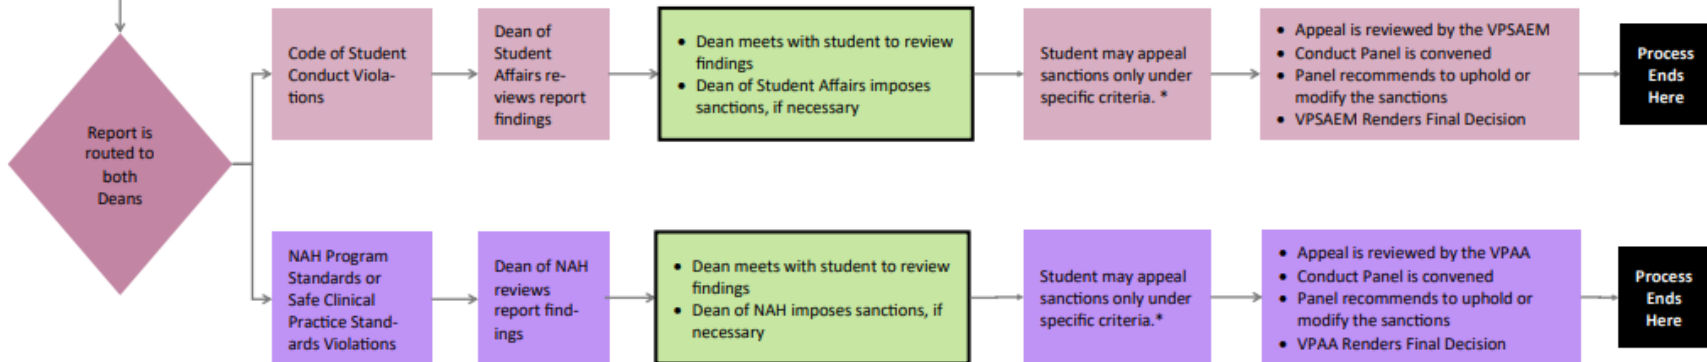 Report is
routed to
both
Deans
Code of Student
Conduct Viola-
tions
Dean of
Student
Affairs re-
views report
findings
• Dean meets with student to review
findings
• Dean of Student Affairs imposes
sanctions, if necessary
Student may appeal
sanctions only under
specific criteria. *
• Appeal is reviewed by the VPSAEM
• Conduct Panel is convened
• Panel recommends to uphold or
modify the sanctions
• VPSAEM Renders Final Decision
Process
Ends
Here
NAH Program
Standards or
Safe Clinical
Practice Stand-
ards Violations
Dean of NAH
reviews
report find-
ings
• Dean meets with student to review
findings
• Dean of NAH imposes sanctions, if
necessary
Student may appeal
sanctions only under
specific criteria.*
• Appeal is reviewed by the VPAA
• Conduct Panel is convened
• Panel recommends to uphold or
modify the sanctions
• VPAA Renders Final Decision
Process
Ends
Here